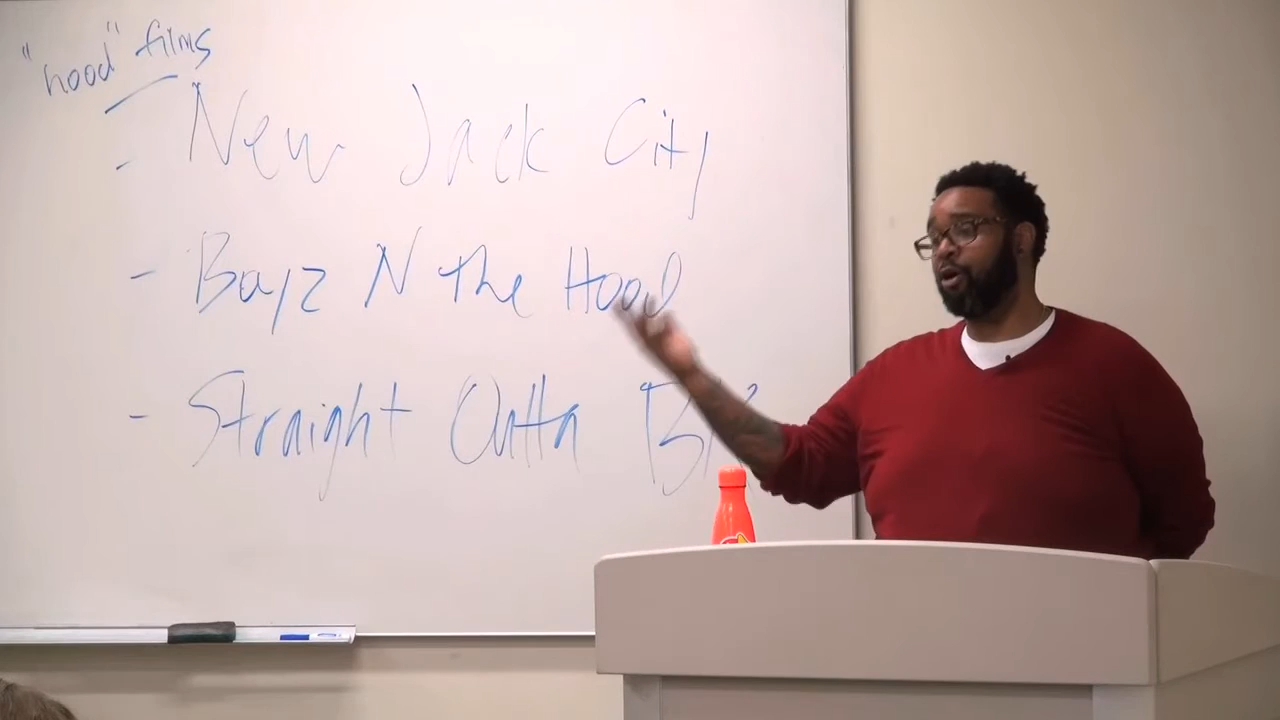 "hood" films
- New Jack City
- Boyz N the Hood
- Straight Outta